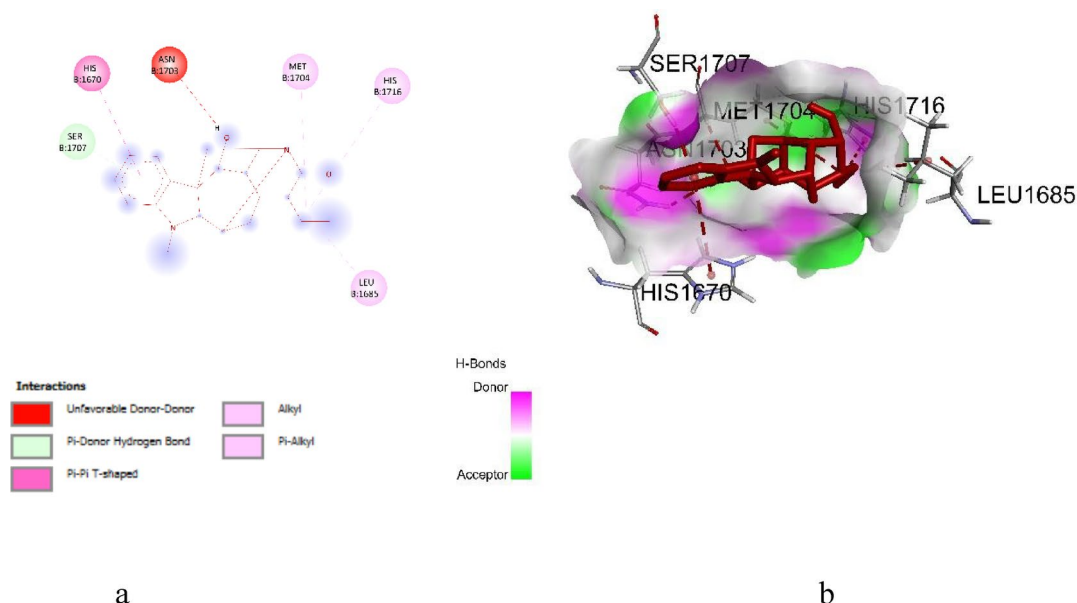 HIS
B:1670
ASN
B:1703
MET
B:1704
HIS
B:1716
SER
B:1707
H
O
N
O
N
LEU
B:1685
Interactions
Unfavorable Donor-Donor
Pi-Donor Hydrogen Bond
Pi-Pi T-shaped
Alkyl
Pi-Alkyl
SER1707
MET1704
HIS1716
ASN1703
LEU1685
HIS1670
H-Bonds
Donor
Acceptor
a
b